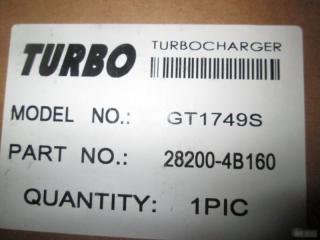 TURBO TURBOCHARGER
MODEL NO.: GT1749S
PART NO.: 28200-4B160
QUANTITY: 1PIC